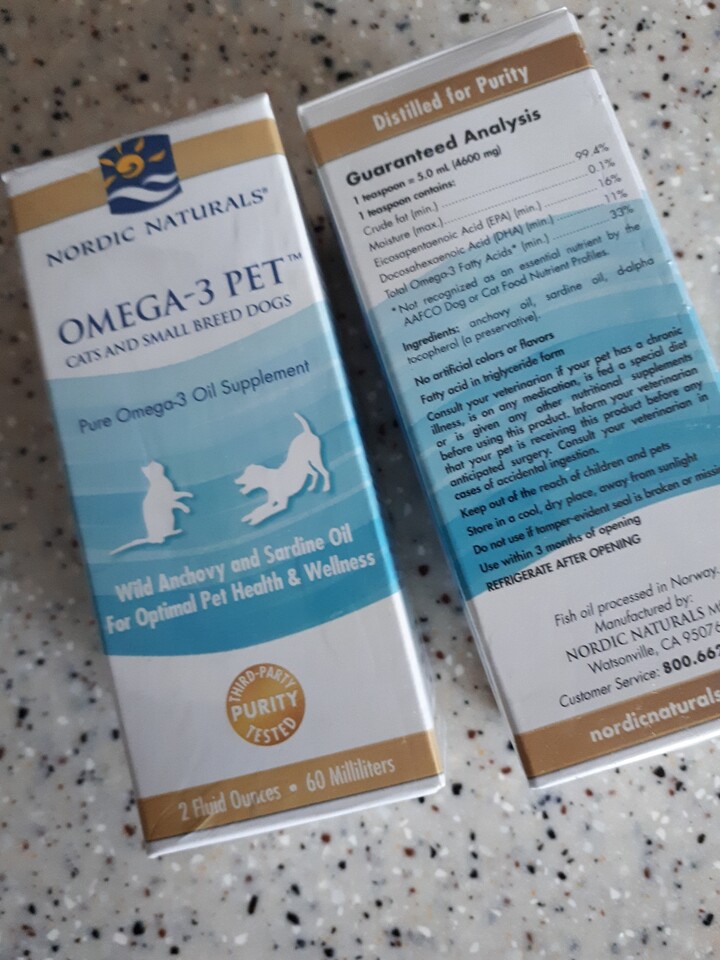 NORDIC NATURALS®
OMEGA-3 PET™
CATS AND SMALL BREED DOGS
Pure Omega-3 Oil Supplement
Wild Anchovy and Sardine Oil
For Optimal Pet Health & Wellness
THIRD-PARTY
PURITY
TESTED
2 Fluid Ounces • 60 Milliliters
Distilled for Purity
Guaranteed Analysis
1 teaspoon = 5.0 mL (4600 mg)
1 teaspoon contains:
Crude fat (min.) 99.4%
Moisture (max.) 0.1%
Eicosapentaenoic Acid (EPA) (min.) 16%
Docosahexaenoic Acid (DHA) (min.) 11%
Total Omega-3 Fatty Acids* (min.) 33%
*Not recognized as an essential nutrient by the
AAFCO Dog or Cat Food Nutrient Profiles.
Ingredients: anchovy oil, sardine oil, d-alpha
tocopherol (a preservative).
No artificial colors or flavors
Fatty acid in triglyceride form
Consult your veterinarian if your pet has a chronic
illness, is on any medication, is fed a special diet
or is given any other nutritional supplements
before using this product. Inform your veterinarian
that your pet is receiving this product before any
anticipated surgery. Consult your veterinarian in
cases of accidental ingestion.
Keep out of the reach of children and pets
Store in a cool, dry place, away from sunlight
Do not use if tamper-evident seal is broken or
Use within 3 months of opening
REFRIGERATE AFTER OPENING
Fish oil processed in Norway.
Manufactured by:
NORDIC NATURALS
Watsonville, CA 95076
Customer Service: 800.662
nordicnaturals